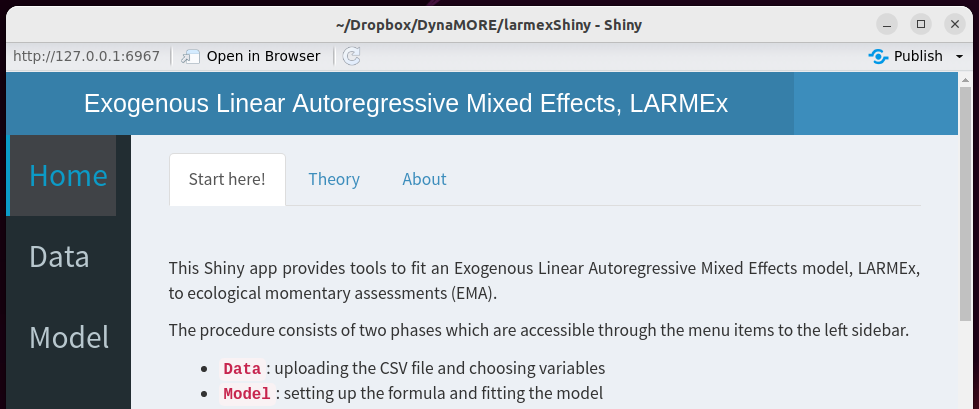 ~/Dropbox/DynaMORE/larmexShiny - Shiny
http://127.0.0.1:6967 Open in Browser Publish
Exogenous Linear Autoregressive Mixed Effects, LARMEx
Home
Data
Model
Start here! Theory About
This Shiny app provides tools to fit an Exogenous Linear Autoregressive Mixed Effects model, LARMEx,
to ecological momentary assessments (EMA).
The procedure consists of two phases which are accessible through the menu items to the left sidebar.
• Data : uploading the CSV file and choosing variables
• Model : setting up the formula and fitting the model